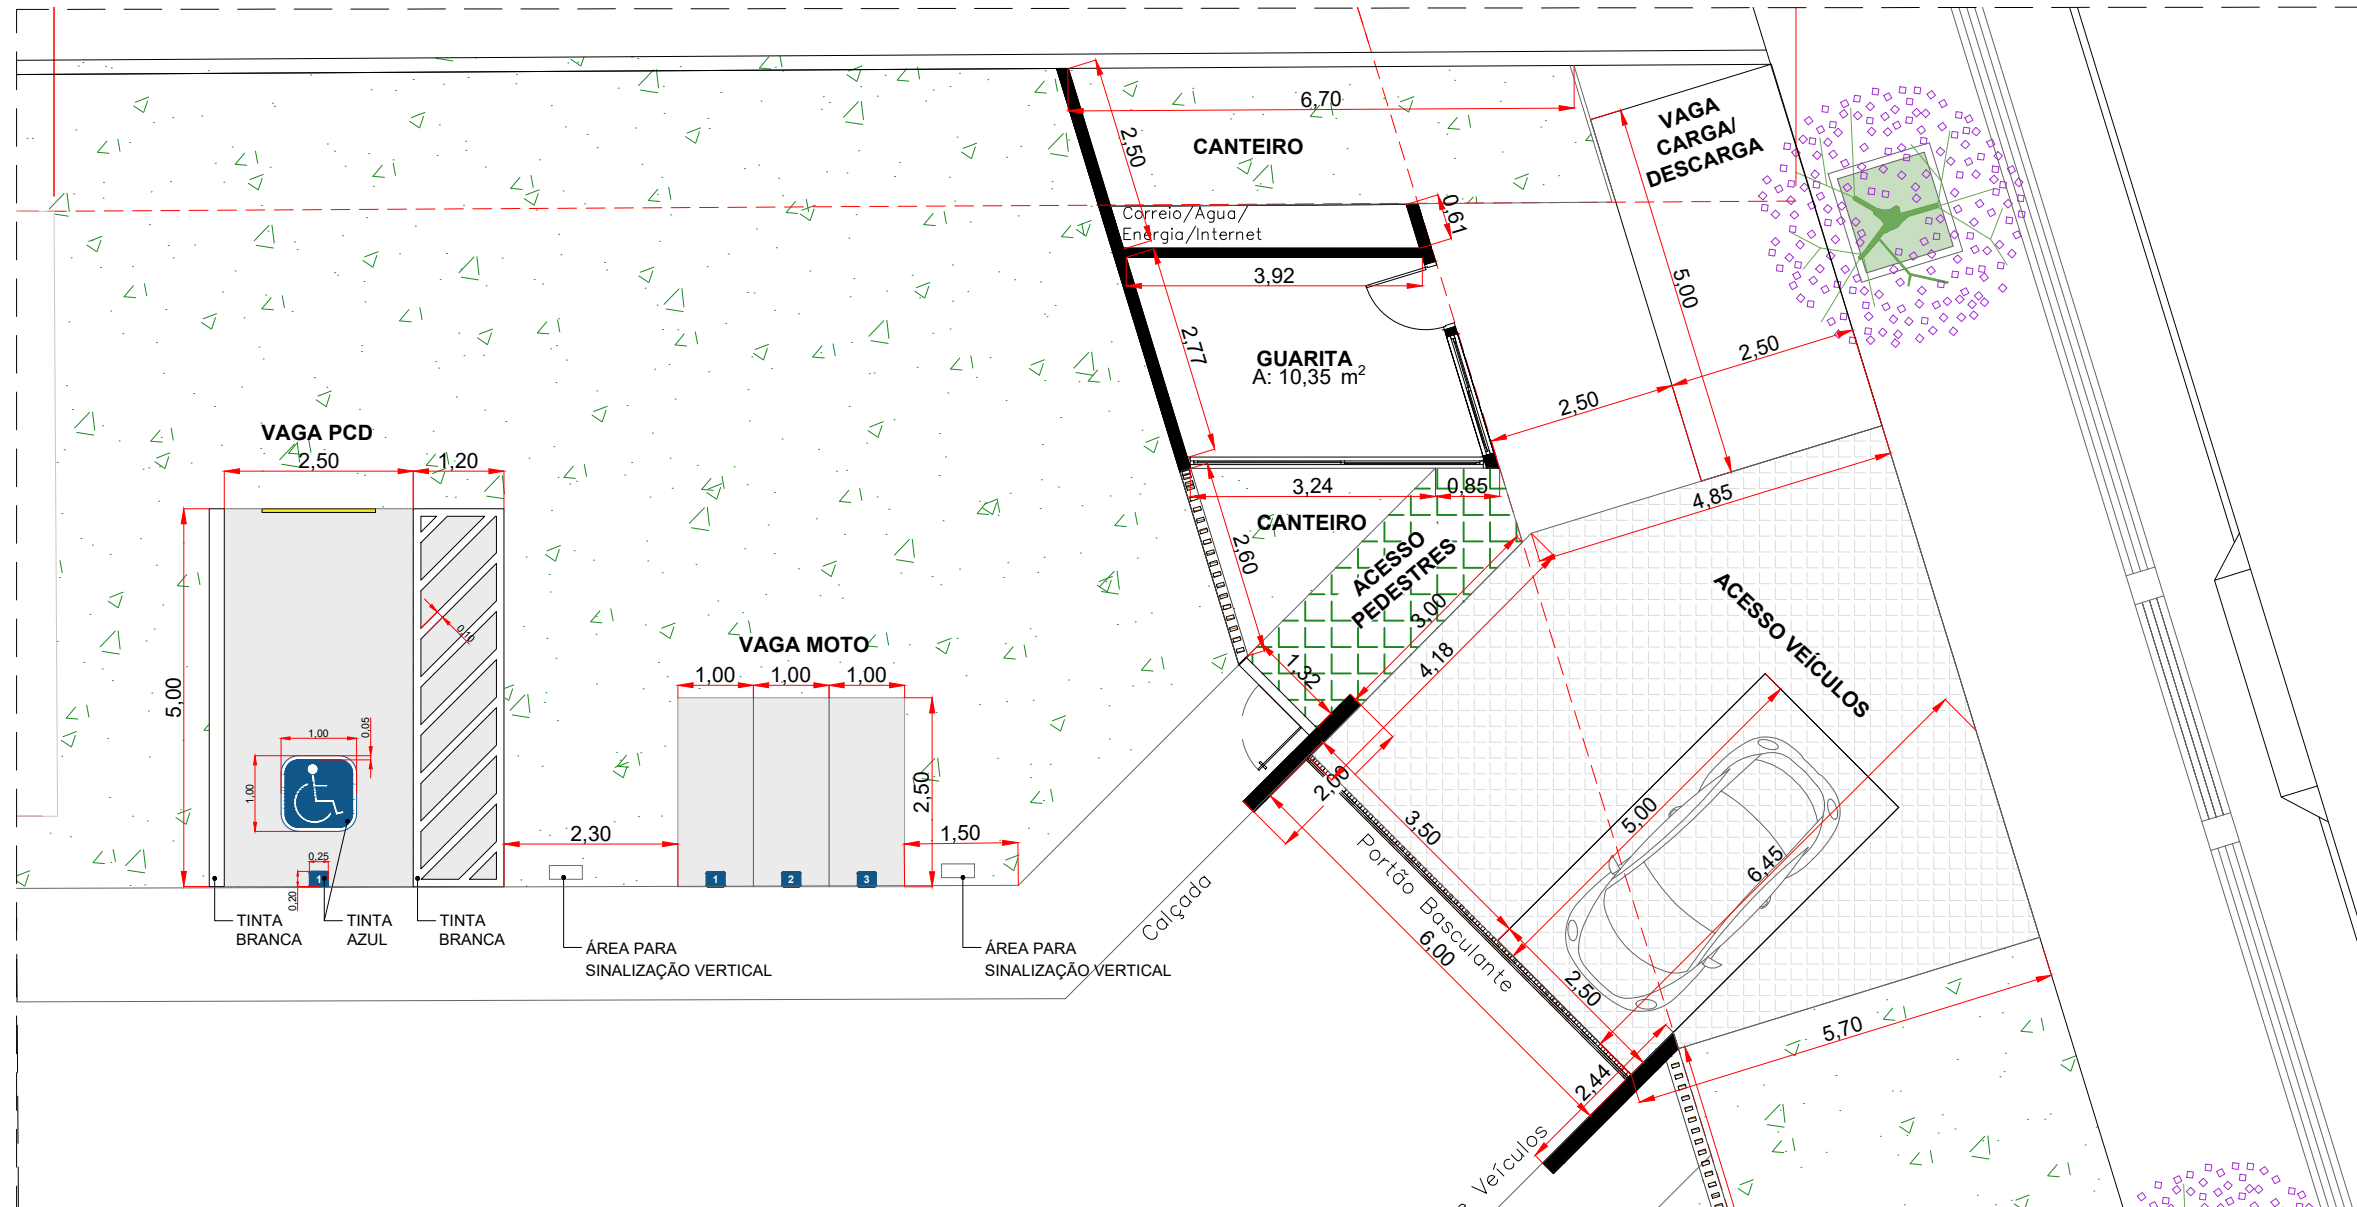 6,70
2,50
CANTEIRO
VAGA
CARGA/
DESCARGA
Correio/Agua/
Energia/Internet
0,61
3,92
5,00
2,77
GUARITA
A: 10,35 m²
2,50
2,50
VAGA PCD
2,50
1,20
3,24
0,85
4,85
CANTEIRO
2,60
ACESSO
PEDESTRES
3,00
4,18
1,32
ACESSO VEÍCULOS
0,10
VAGA MOTO
1,00
1,00
1,00
5,00
1,00
0,05
1,00
2,50
2,30
1,50
0,25
0,20
1
1
2
3
3,50
5,00
6,45
Portão Basculante
6,00
2,50
Calçada
TINTA
BRANCA
TINTA
AZUL
TINTA
BRANCA
ÁREA PARA
SINALIZAÇÃO VERTICAL
ÁREA PARA
SINALIZAÇÃO VERTICAL
5,70
2,44
Veículos